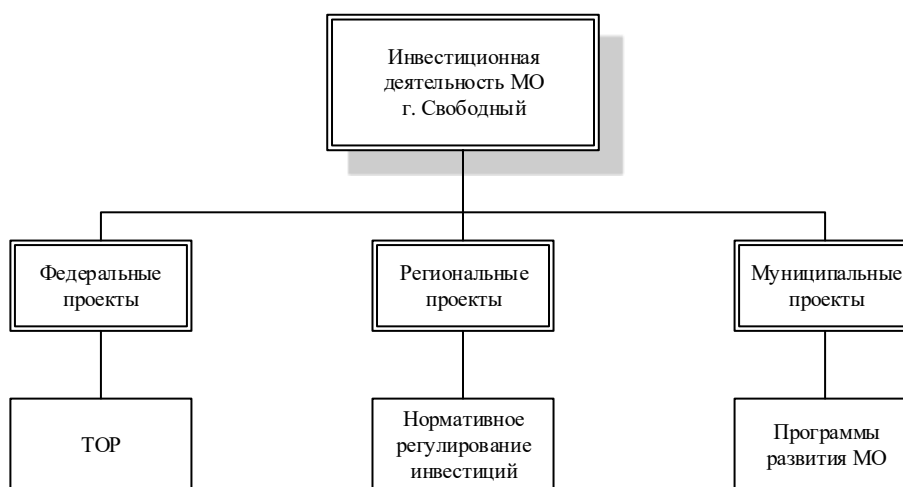 Инвестиционная
деятельность МО
г. Свободный
Федеральные
проекты
Региональные
проекты
Муниципальные
проекты
ТОР
Нормативное
регулирование
инвестиций
Программы
развития МО